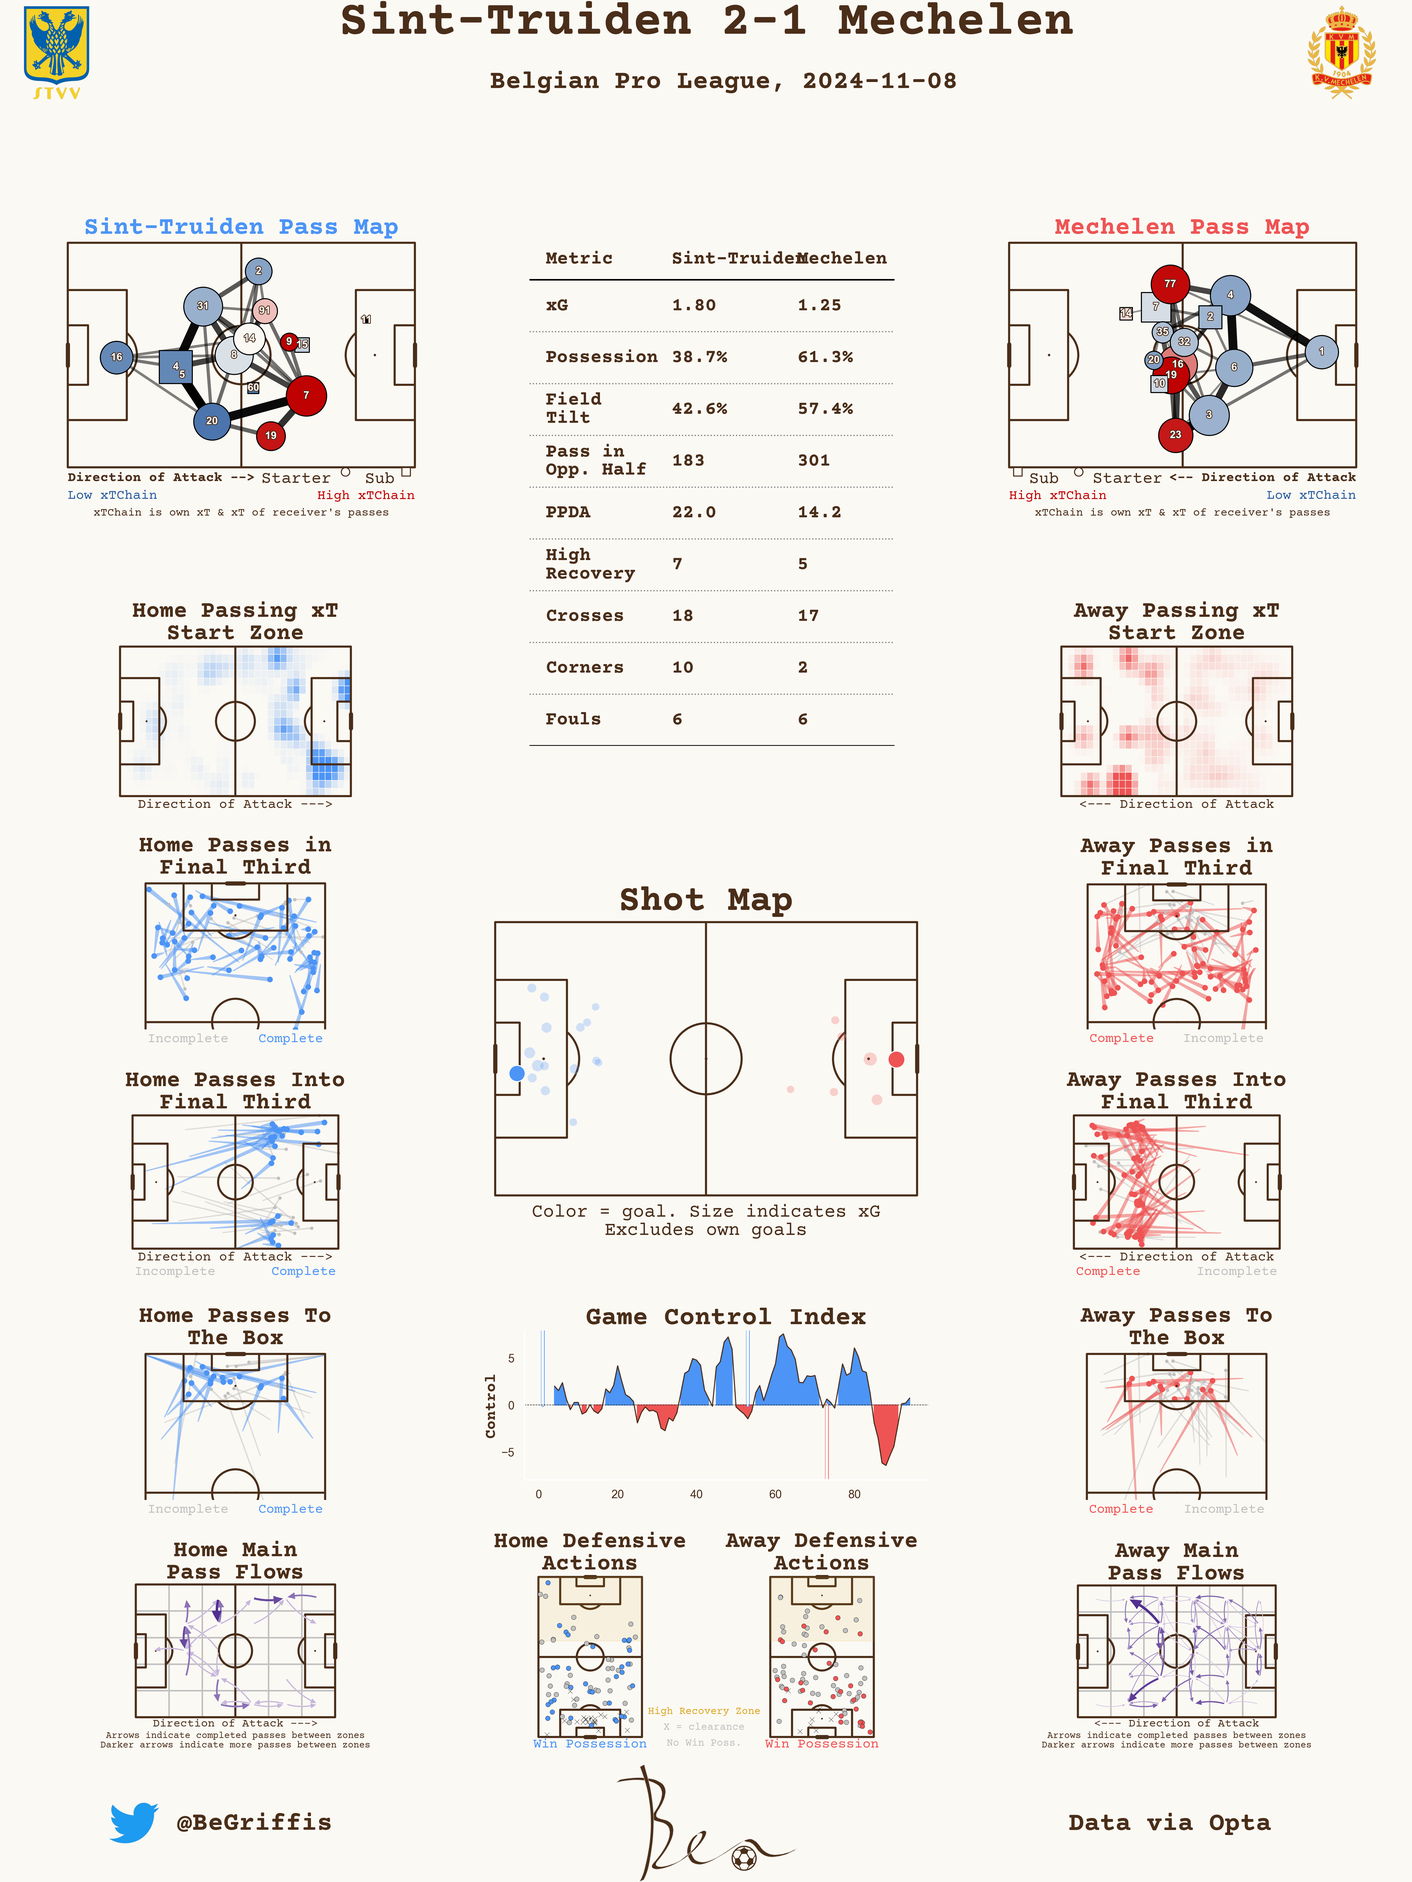 Sint-Truiden 2-1 Mechelen
Belgian Pro League, 2024-11-08
STVV
K V M
1904
K.V. MECHELEN
Sint-Truiden Pass Map
2
31
91
14
9
15
11
16
4
5
8
60
7
20
19
Direction of Attack --> Starter Sub
Low xTChain High xTChain
xTChain is own xT & xT of receiver's passes
Metric Sint-Truiden Mechelen
xG 1.80 1.25
Possession 38.7% 61.3%
Field
Tilt 42.6% 57.4%
Pass in
Opp. Half 183 301
PPDA 22.0 14.2
High
Recovery 7 5
Crosses 18 17
Corners 10 2
Fouls 6 6
Mechelen Pass Map
77
4
7
14
2
35
32
20
16
19
10
6
1
3
23
Sub Starter <-- Direction of Attack
High xTChain Low xTChain
xTChain is own xT & xT of receiver's passes
Home Passing xT
Start Zone
Direction of Attack --->
Away Passing xT
Start Zone
<--- Direction of Attack
Home Passes in
Final Third
Incomplete Complete
Away Passes in
Final Third
Complete Incomplete
Shot Map
Color = goal. Size indicates xG
Excludes own goals
Home Passes Into
Final Third
Direction of Attack --->
Incomplete Complete
Away Passes Into
Final Third
<--- Direction of Attack
Complete Incomplete
Home Passes To
The Box
Incomplete Complete
Game Control Index
Control
5
0
−5
0 20 40 60 80
Away Passes To
The Box
Complete Incomplete
Home Main
Pass Flows
Direction of Attack --->
Arrows indicate completed passes between zones
Darker arrows indicate more passes between zones
Home Defensive
Actions
Win Possession
High Recovery Zone
X = clearance
No Win Poss.
Away Defensive
Actions
Win Possession
Away Main
Pass Flows
<--- Direction of Attack
Arrows indicate completed passes between zones
Darker arrows indicate more passes between zones
@BeGriffis
Ben
Data via Opta